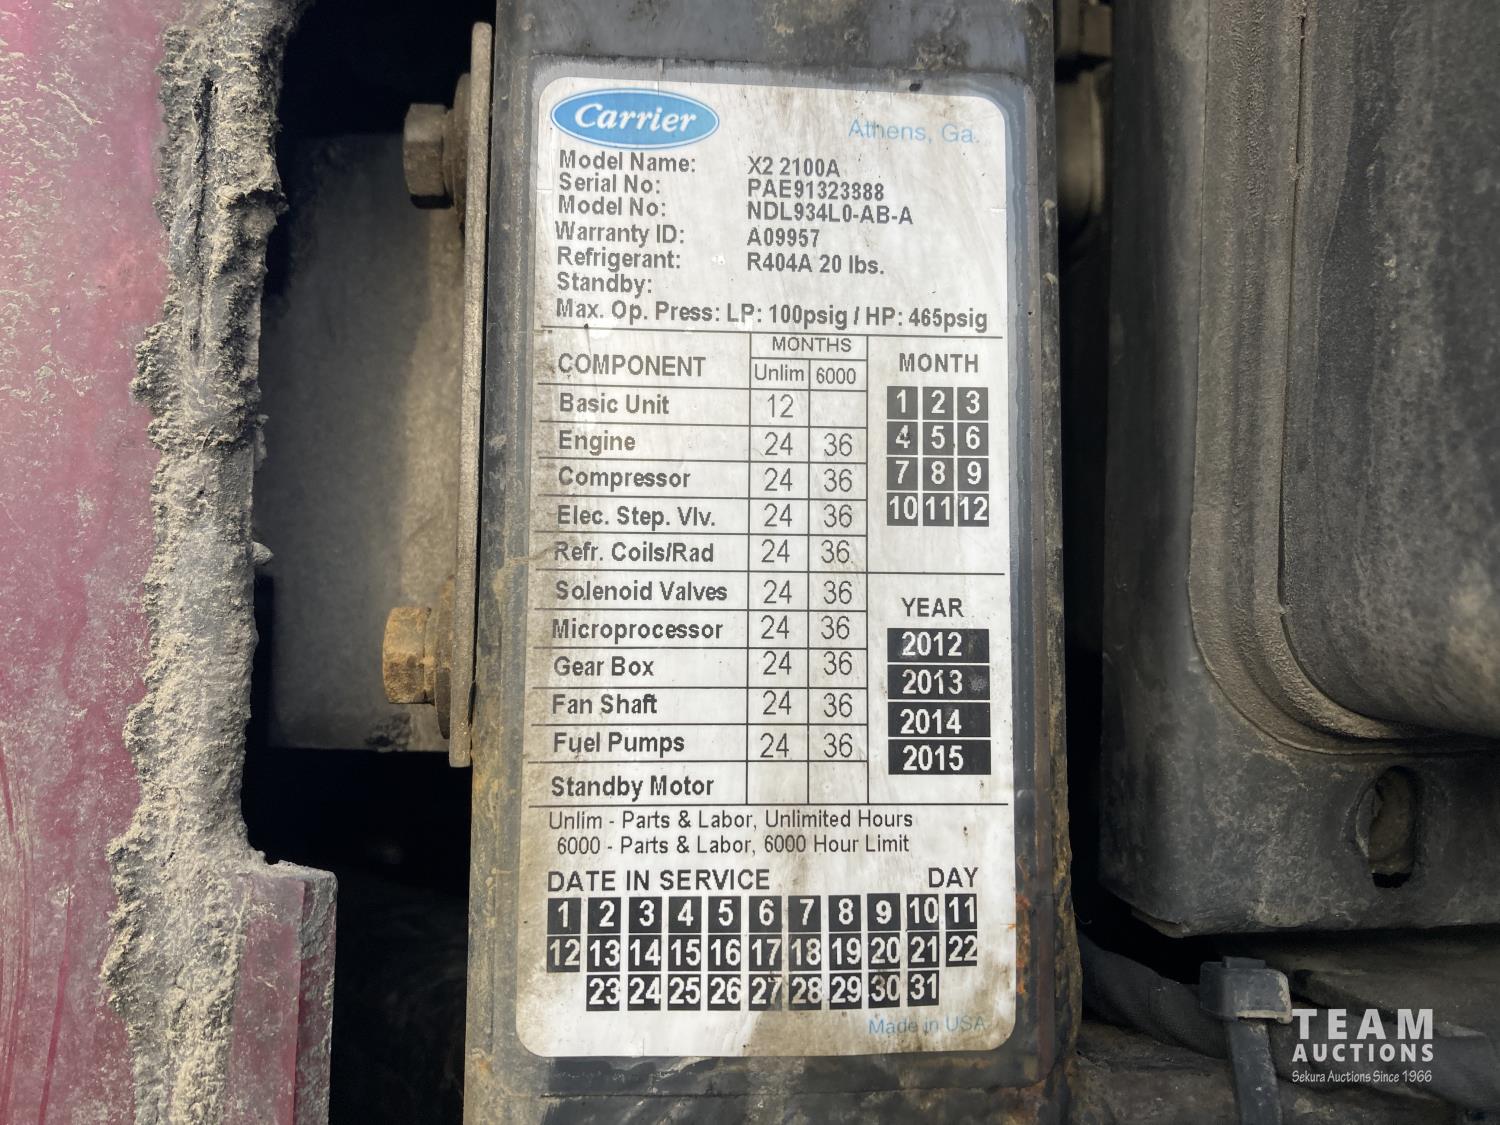 Carrier
Athens, Ga.
Model Name: X2 2100A
Serial No: PAE91323888
Model No: NDL934L0-AB-A
Warranty ID: A09957
Refrigerant: R404A 20 lbs.
Standby:
Max. Op. Press: LP: 100psig / HP: 465psig
COMPONENT MONTHS
Unlim 6000
Basic Unit 12
Engine 24 36
Compressor 24 36
Elec. Step. Vlv. 24 36
Refr. Coils/Rad 24 36
Solenoid Valves 24 36
Microprocessor 24 36
Gear Box 24 36
Fan Shaft 24 36
Fuel Pumps 24 36
Standby Motor
MONTH
1 2 3
4 5 6
7 8 9
10 11 12
YEAR
2012
2013
2014
2015
Unlim - Parts & Labor, Unlimited Hours
6000 - Parts & Labor, 6000 Hour Limit
DATE IN SERVICE DAY
1 2 3 4 5 6 7 8 9 10 11
12 13 14 15 16 17 18 19 20 21 22
23 24 25 26 27 28 29 30 31
Made in USA
TEAM
AUCTIONS
Sekura Auctions Since 1966